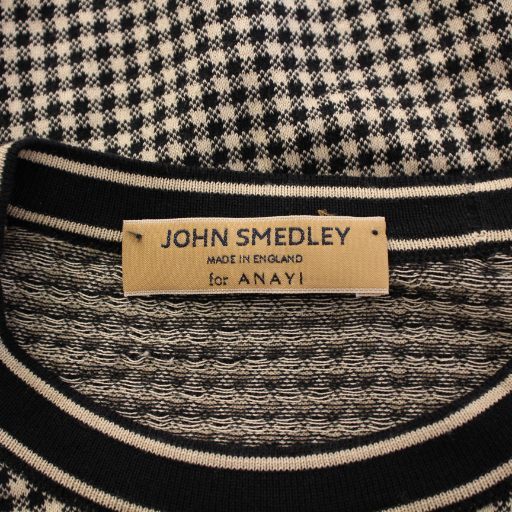 JOHN SMEDLEY
MADE IN ENGLAND
for ANAYI